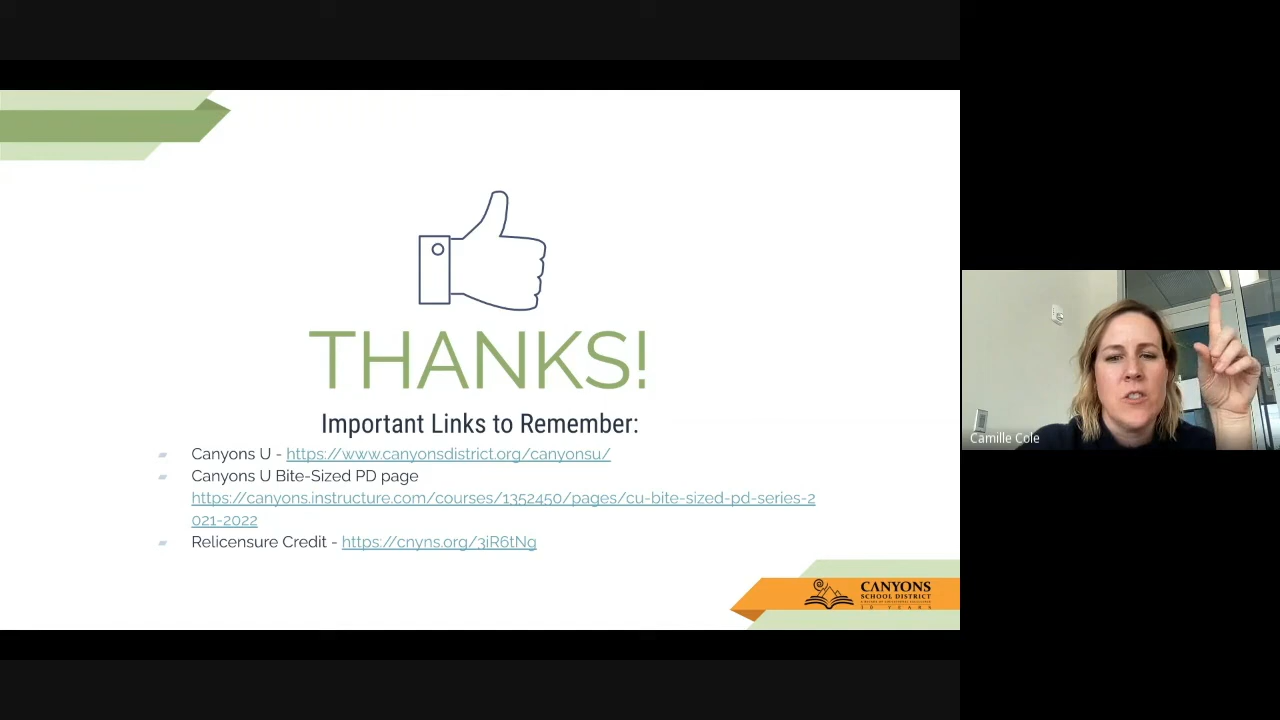 THANKS!
Important Links to Remember:
Canyons U - https://www.canyonsdistrict.org/canyonsu/
Canyons U Bite-Sized PD page
https://canyons.instructure.com/courses/1352450/pages/cu-bite-sized-pd-series-2
021-2022
Relicensure Credit - https://cnyns.org/3iR6tNg
Camille Cole
CANYONS
SCHOOL DISTRICT
10 YEARS